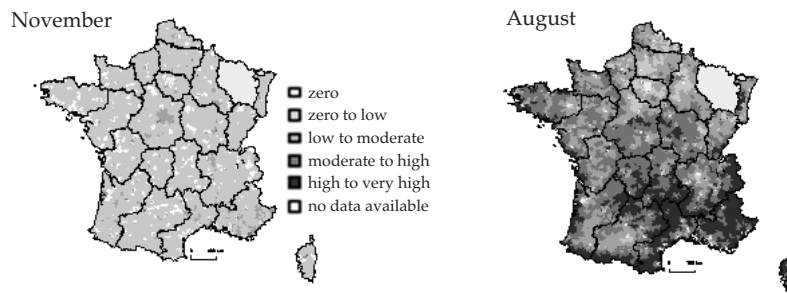 November
August
zero
zero to low
low to moderate
moderate to high
high to very high
no data available